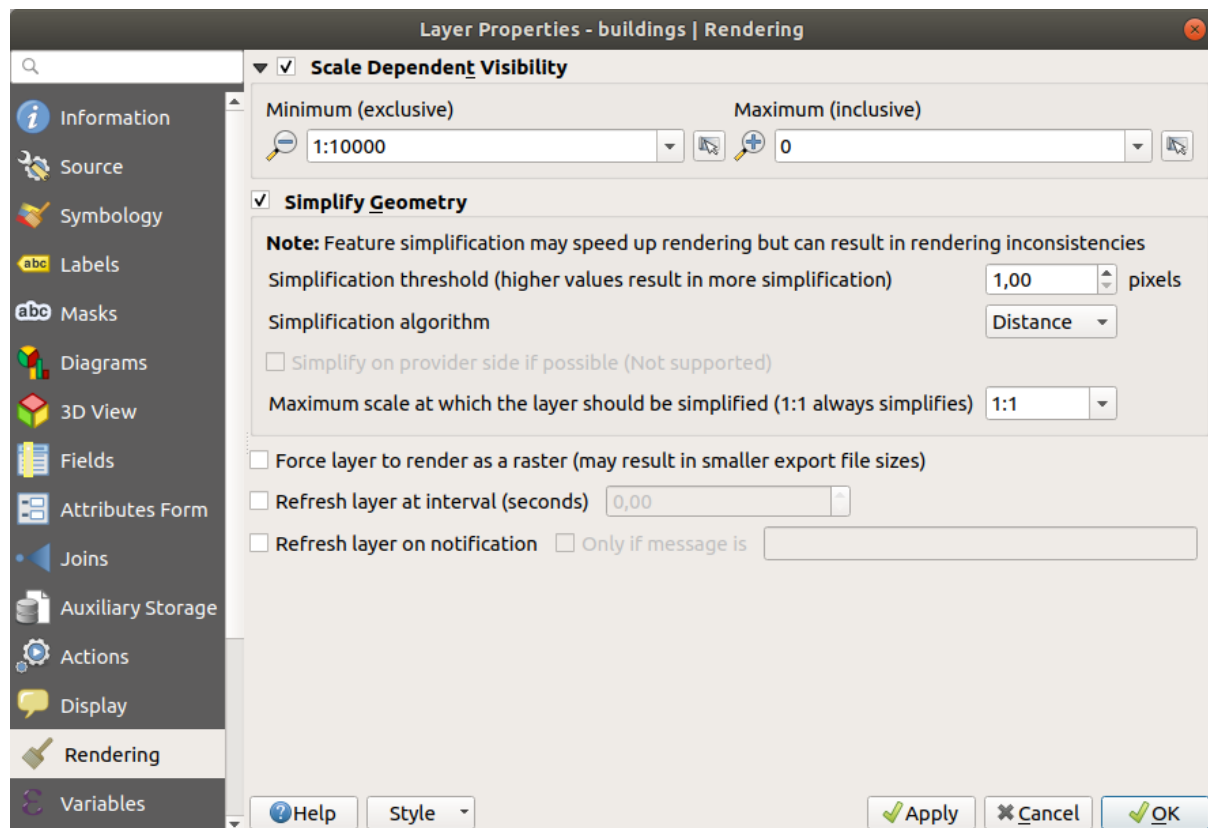 Layer Properties - buildings | Rendering
Information
Source
Symbology
abc Labels
abc Masks
Diagrams
3D View
Fields
Attributes Form
Joins
Auxiliary Storage
Actions
Display
Rendering
Variables
Scale Dependent Visibility
Minimum (exclusive) Maximum (inclusive)
1:10000 0
Simplify Geometry
Note: Feature simplification may speed up rendering but can result in rendering inconsistencies
Simplification threshold (higher values result in more simplification) 1,00 pixels
Simplification algorithm Distance
Simplify on provider side if possible (Not supported)
Maximum scale at which the layer should be simplified (1:1 always simplifies) 1:1
Force layer to render as a raster (may result in smaller export file sizes)
Refresh layer at interval (seconds) 0,00
Refresh layer on notification Only if message is
Help Style Apply Cancel OK